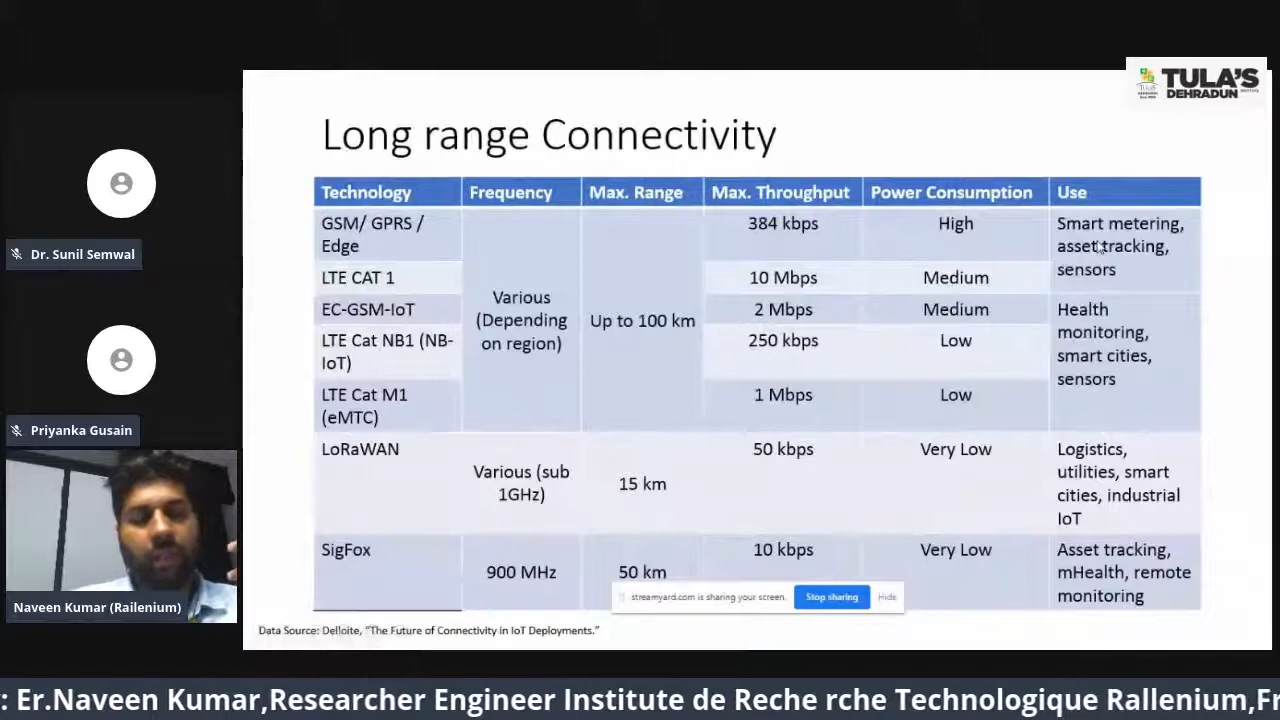 TULA'S
DEHRADUN
Long range Connectivity
Technology Frequency Max. Range Max. Throughput Power Consumption Use
GSM/ GPRS /
Edge
384 kbps
High
Smart metering,
asset tracking,
sensors
LTE CAT 1
10 Mbps
Medium
Various
(Depending
on region)
Up to 100 km
EC-GSM-IoT
2 Mbps
Medium
Health
monitoring,
smart cities,
sensors
LTE Cat NB1 (NB-
IoT)
250 kbps
Low
LTE Cat M1
(eMTC)
1 Mbps
Low
LoRaWAN
Various (sub
1GHz)
15 km
50 kbps
Very Low
Logistics,
utilities, smart
cities, industrial
IoT
SigFox
900 MHz
50 km
10 kbps
Very Low
Asset tracking,
mHealth, remote
monitoring
streamyard.com is sharing your screen.
Stop sharing
Hide
Data Source: Delloite, "The Future of Connectivity in IoT Deployments."
Dr. Sunil Semwal
Priyanka Gusain
Naveen Kumar (Railenium)
: Er.Naveen Kumar,Researcher Engineer Institute de Reche rche Technologique Rallenium,Fr